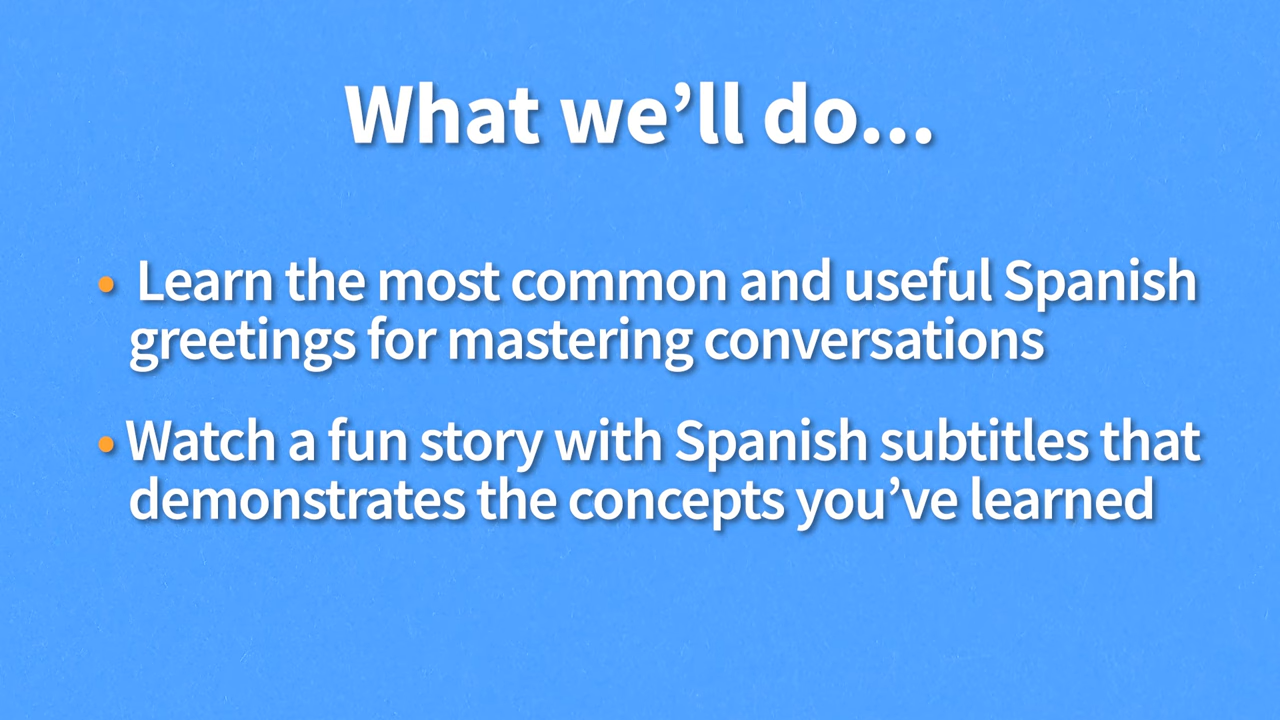 What we’ll do...
• Learn the most common and useful Spanish
greetings for mastering conversations
• Watch a fun story with Spanish subtitles that
demonstrates the concepts you’ve learned